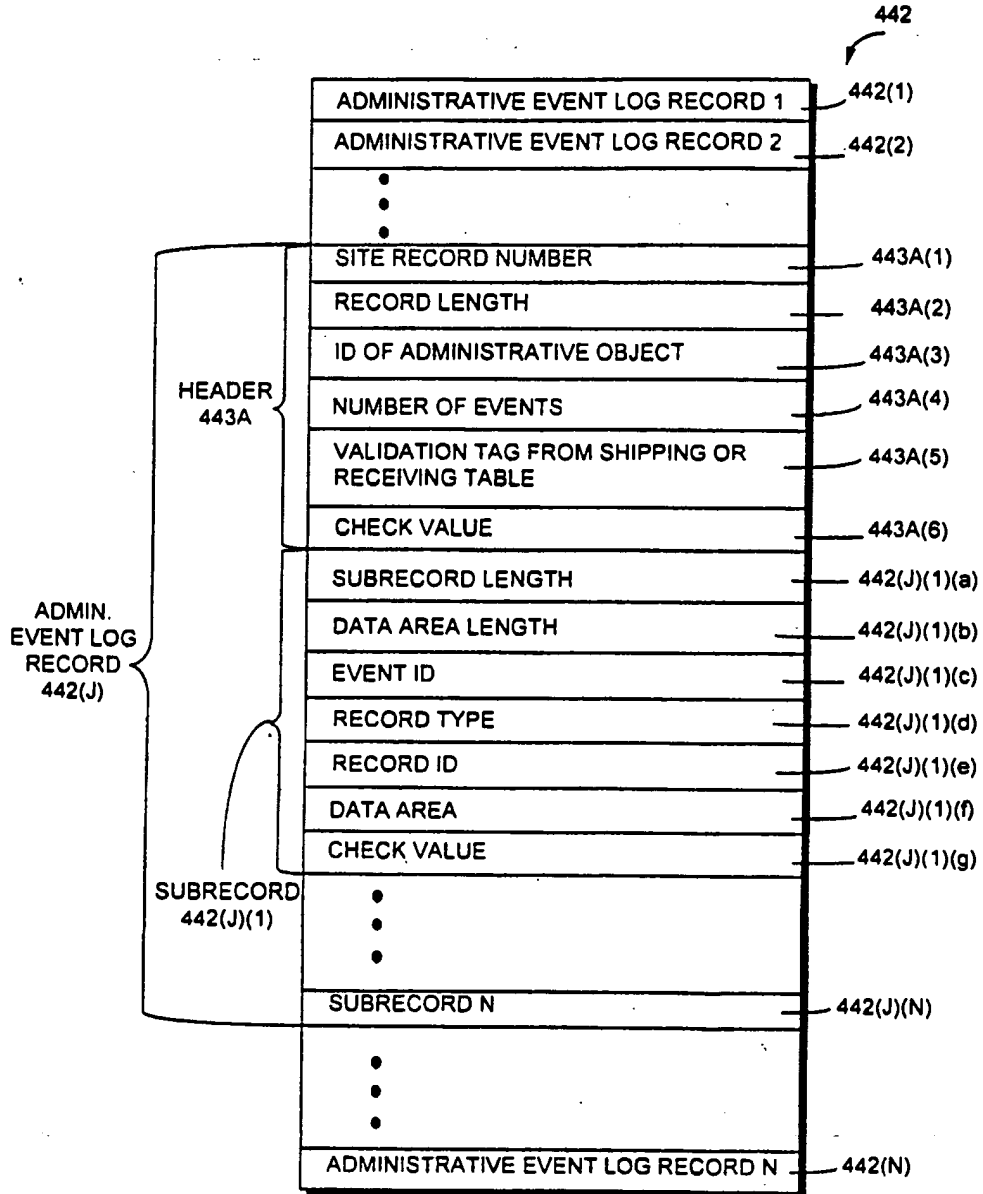 442
ADMINISTRATIVE EVENT LOG RECORD 1 442(1)
ADMINISTRATIVE EVENT LOG RECORD 2 442(2)
SITE RECORD NUMBER 443A(1)
RECORD LENGTH 443A(2)
ID OF ADMINISTRATIVE OBJECT 443A(3)
HEADER
443A
NUMBER OF EVENTS 443A(4)
VALIDATION TAG FROM SHIPPING OR
RECEIVING TABLE 443A(5)
CHECK VALUE 443A(6)
ADMIN.
EVENT LOG
RECORD
442(J)
SUBRECORD LENGTH 442(J)(1)(a)
DATA AREA LENGTH 442(J)(1)(b)
EVENT ID 442(J)(1)(c)
RECORD TYPE 442(J)(1)(d)
RECORD ID 442(J)(1)(e)
DATA AREA 442(J)(1)(f)
CHECK VALUE 442(J)(1)(g)
SUBRECORD
442(J)(1)
SUBRECORD N 442(J)(N)
ADMINISTRATIVE EVENT LOG RECORD N 442(N)